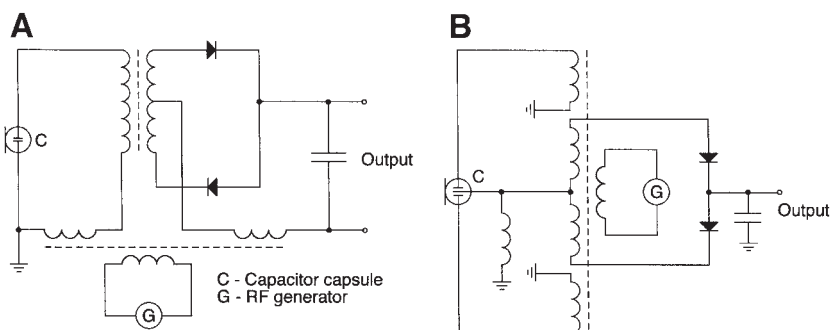 A
C
Output
C - Capacitor capsule
G - RF generator
G
B
C
G
Output